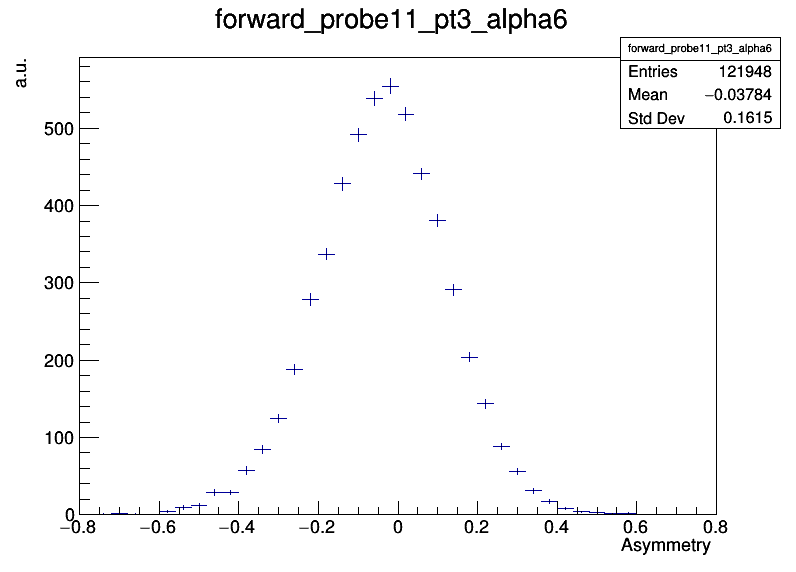 forward_probe11_pt3_alpha6
forward_probe11_pt3_alpha6
Entries 121948
Mean −0.03784
Std Dev 0.1615
a.u.
500
400
300
200
100
0
−0.8 −0.6 −0.4 −0.2 0 0.2 0.4 0.6 0.8
Asymmetry